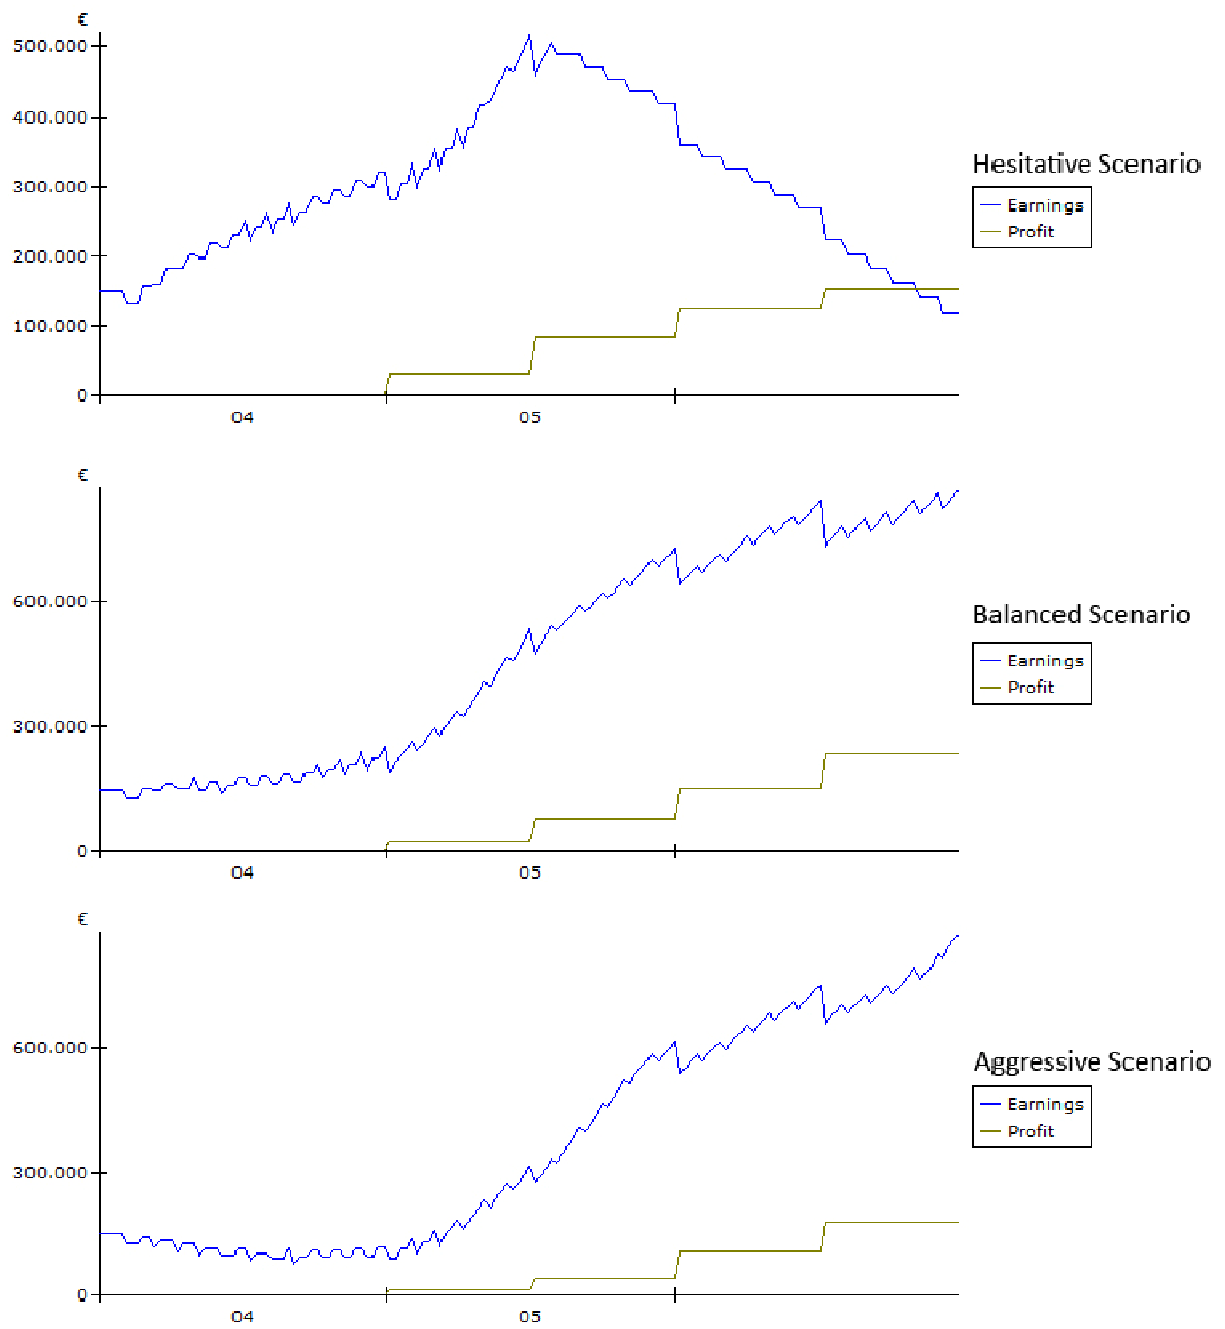 €
500.000
400.000
300.000
200.000
100.000
0
04
05
Hesitative Scenario
Earnings
Profit
€
600.000
300.000
0
04
05
Balanced Scenario
Earnings
Profit
€
600.000
300.000
0
04
05
Aggressive Scenario
Earnings
Profit